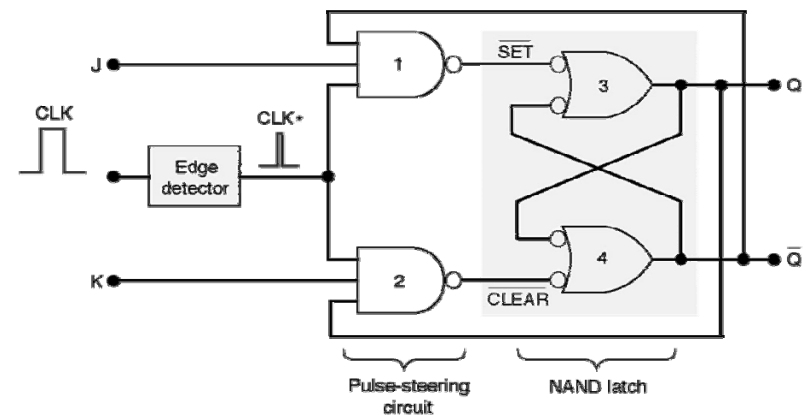 J
1
SET
3
Q
CLK
CLK*
Edge
detector
K
2
CLEAR
4
Q
Pulse-steering
circuit
NAND latch